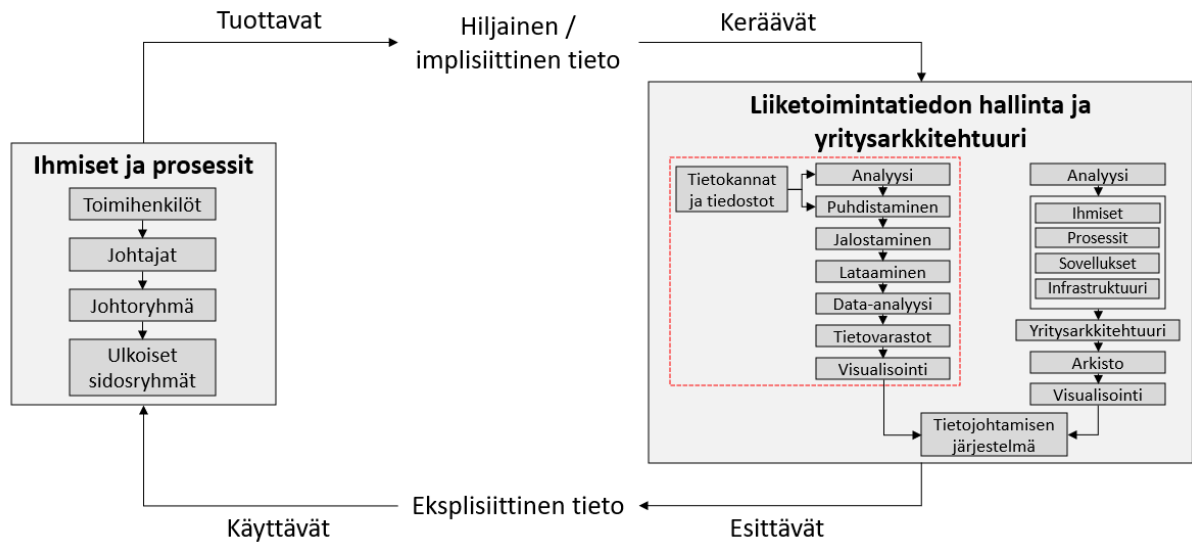 Tuottavat
Hiljainen /
implisiittinen tieto
Keräävät
Ihmiset ja prosessit
Toimihenkilöt
Johtajat
Johtoryhmä
Ulkoiset
sidosryhmät
Liiketoimintatiedon hallinta ja
yritysarkkitehtuuri
Tietokannat
ja tiedostot
Analyysi
Puhdistaminen
Jalostaminen
Lataaminen
Data-analyysi
Tietovarastot
Visualisointi
Analyysi
Ihmiset
Prosessit
Sovellukset
Infrastruktuuri
Yritysarkkitehtuuri
Arkisto
Visualisointi
Tietojohtamisen
järjestelmä
Käyttävät
Eksplisiittinen tieto
Esittävät